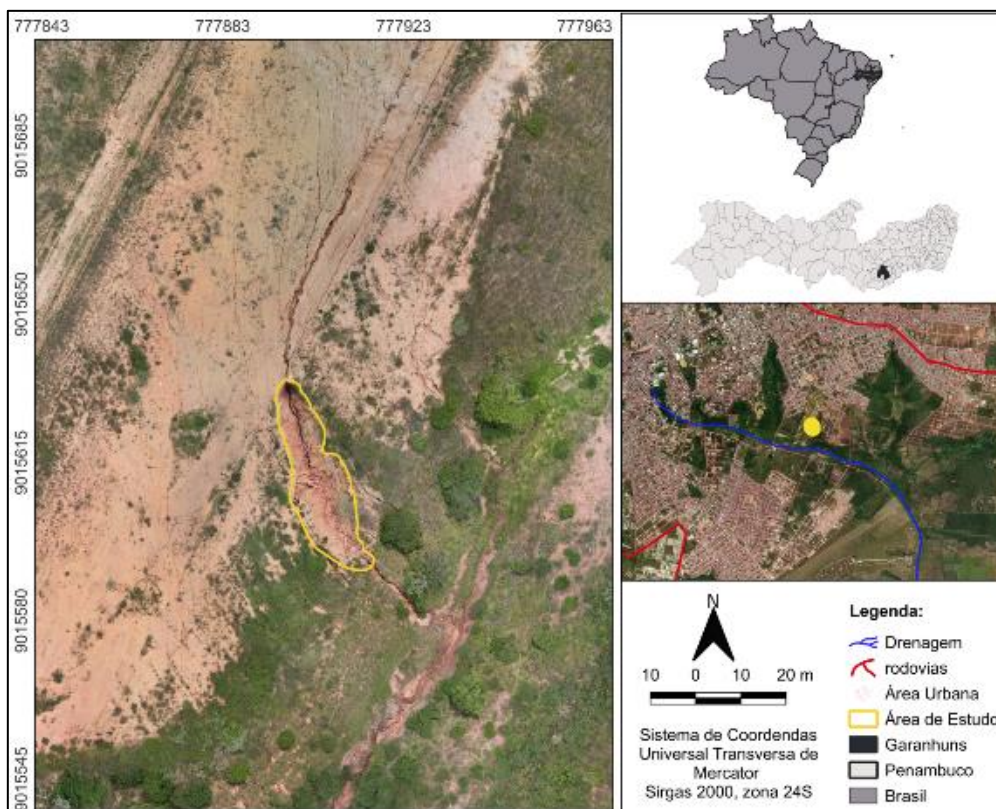 777843 777883 777923 777963
9015685
9015650
9015615
9015580
9015545
N
10 0 10 20 m
Sistema de Coordendas
Universal Transversa de
Mercator
Sirgas 2000, zona 24S
Legenda:
Drenagem
rodovias
Área Urbana
Área de Estudo
Garanhuns
Penambuco
Brasil